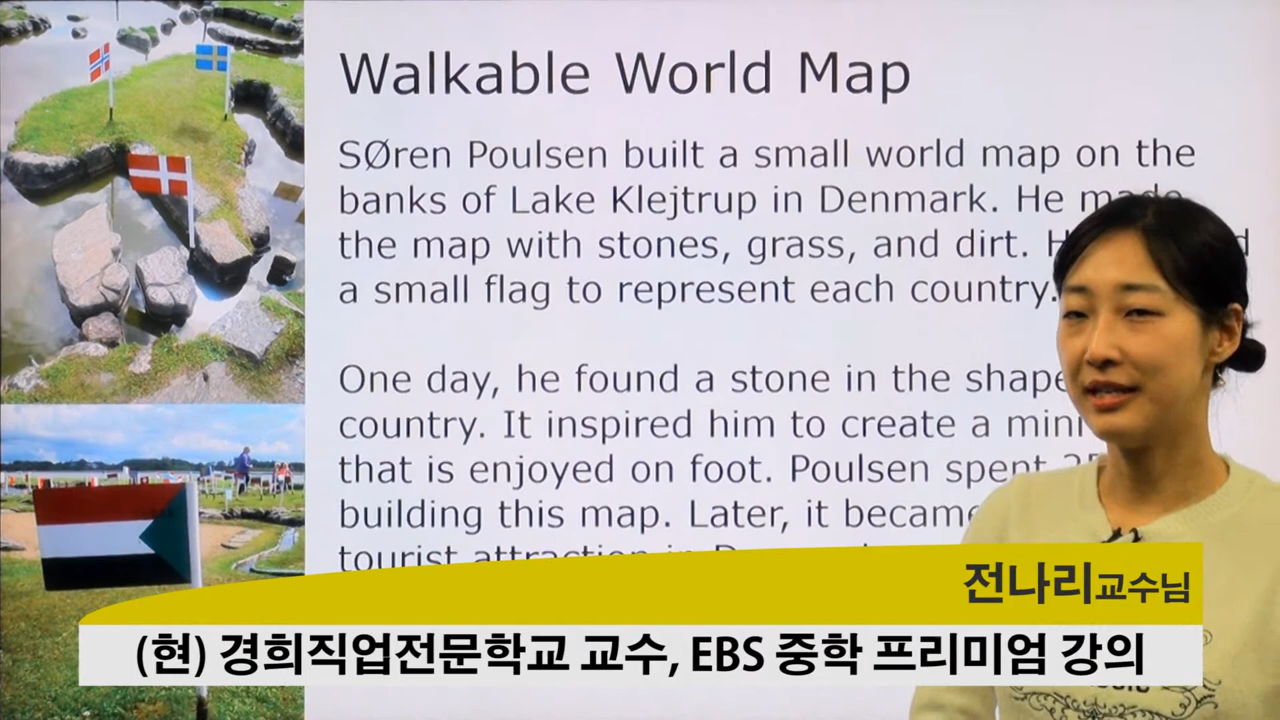 Walkable World Map
SØren Poulsen built a small world map on the
banks of Lake Klejtrup in Denmark. He made
the map with stones, grass, and dirt.
a small flag to represent each country.
One day, he found a stone in the shape
country. It inspired him to create a
that is enjoyed on foot. Poulsen spent
building this map. Later, it became
tourist attraction in
전나리교수님
(현) 경희직업전문학교 교수, EBS 중학 프리미엄 강의